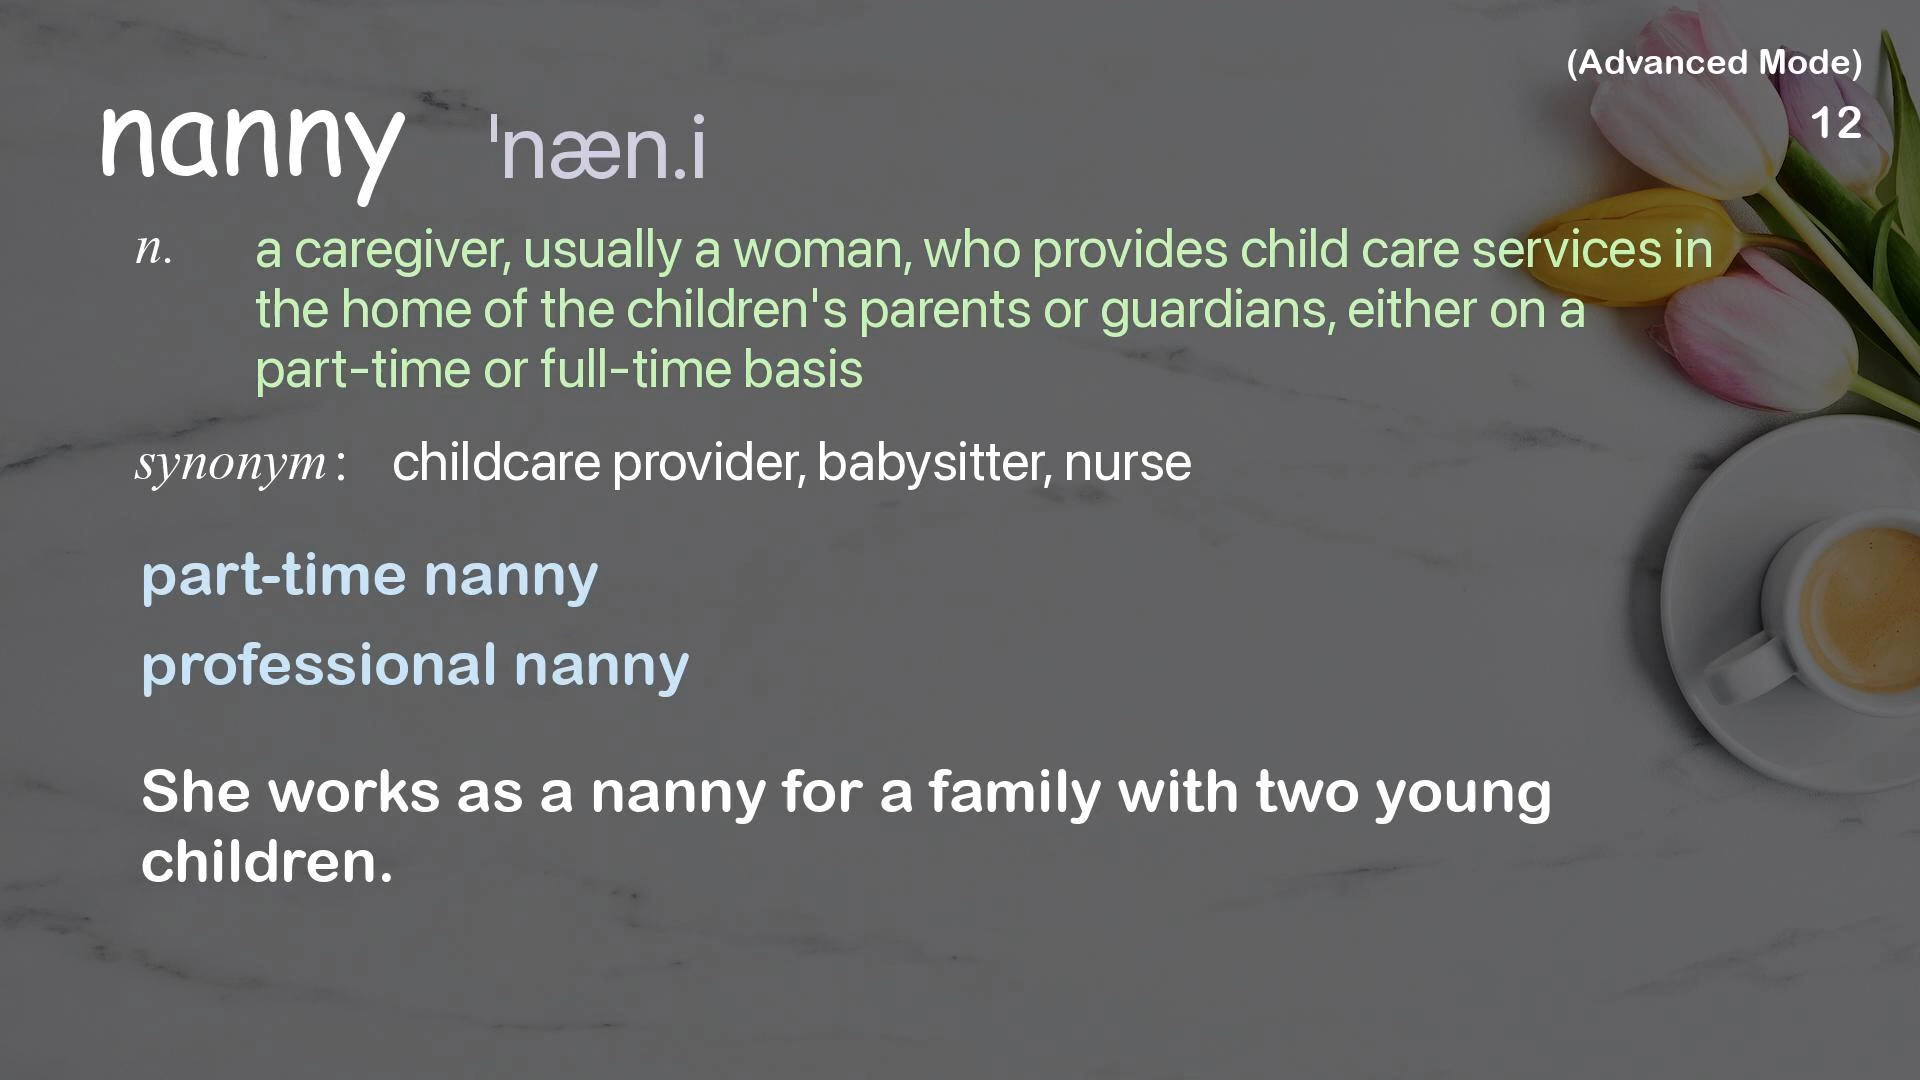 (Advanced Mode)
12
nanny ˈnæn.i
n. a caregiver, usually a woman, who provides child care services in
the home of the children's parents or guardians, either on a
part-time or full-time basis
synonym: childcare provider, babysitter, nurse
part-time nanny
professional nanny
She works as a nanny for a family with two young
children.